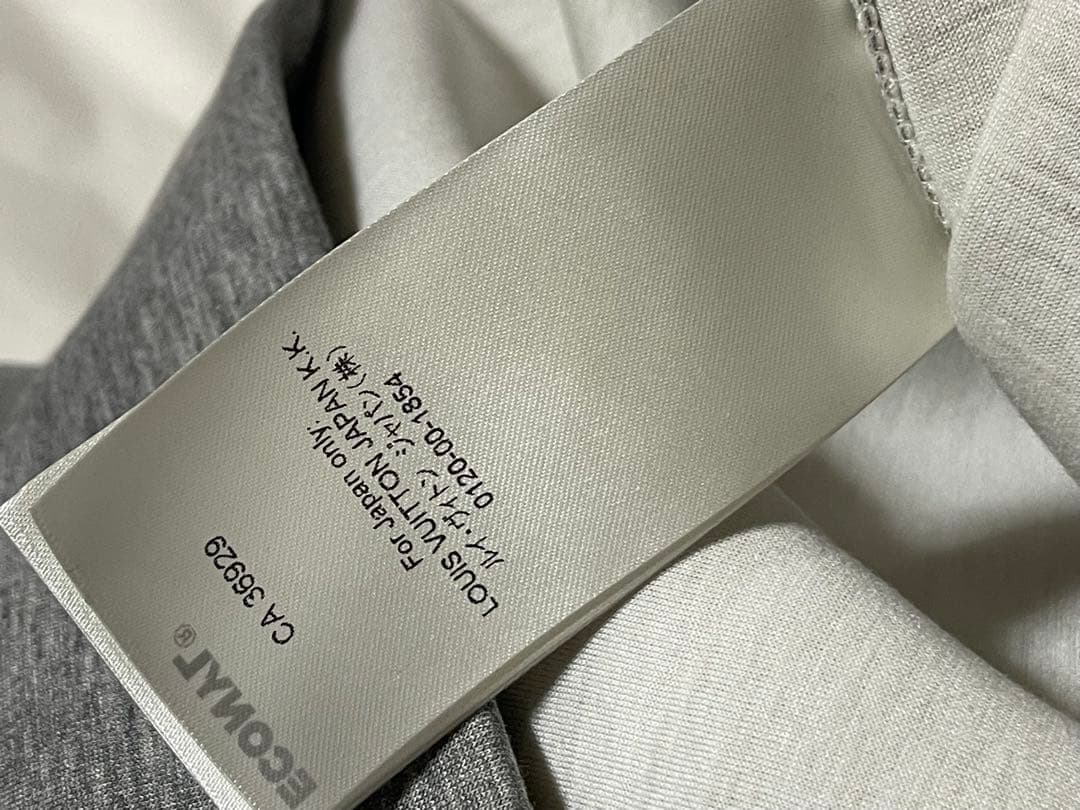 ECONYL®
CA 36929
For Japan only:
LOUIS VUITTON JAPAN K.K.
ルイ・ヴィトン ジャパン(株)
0120-00-1854